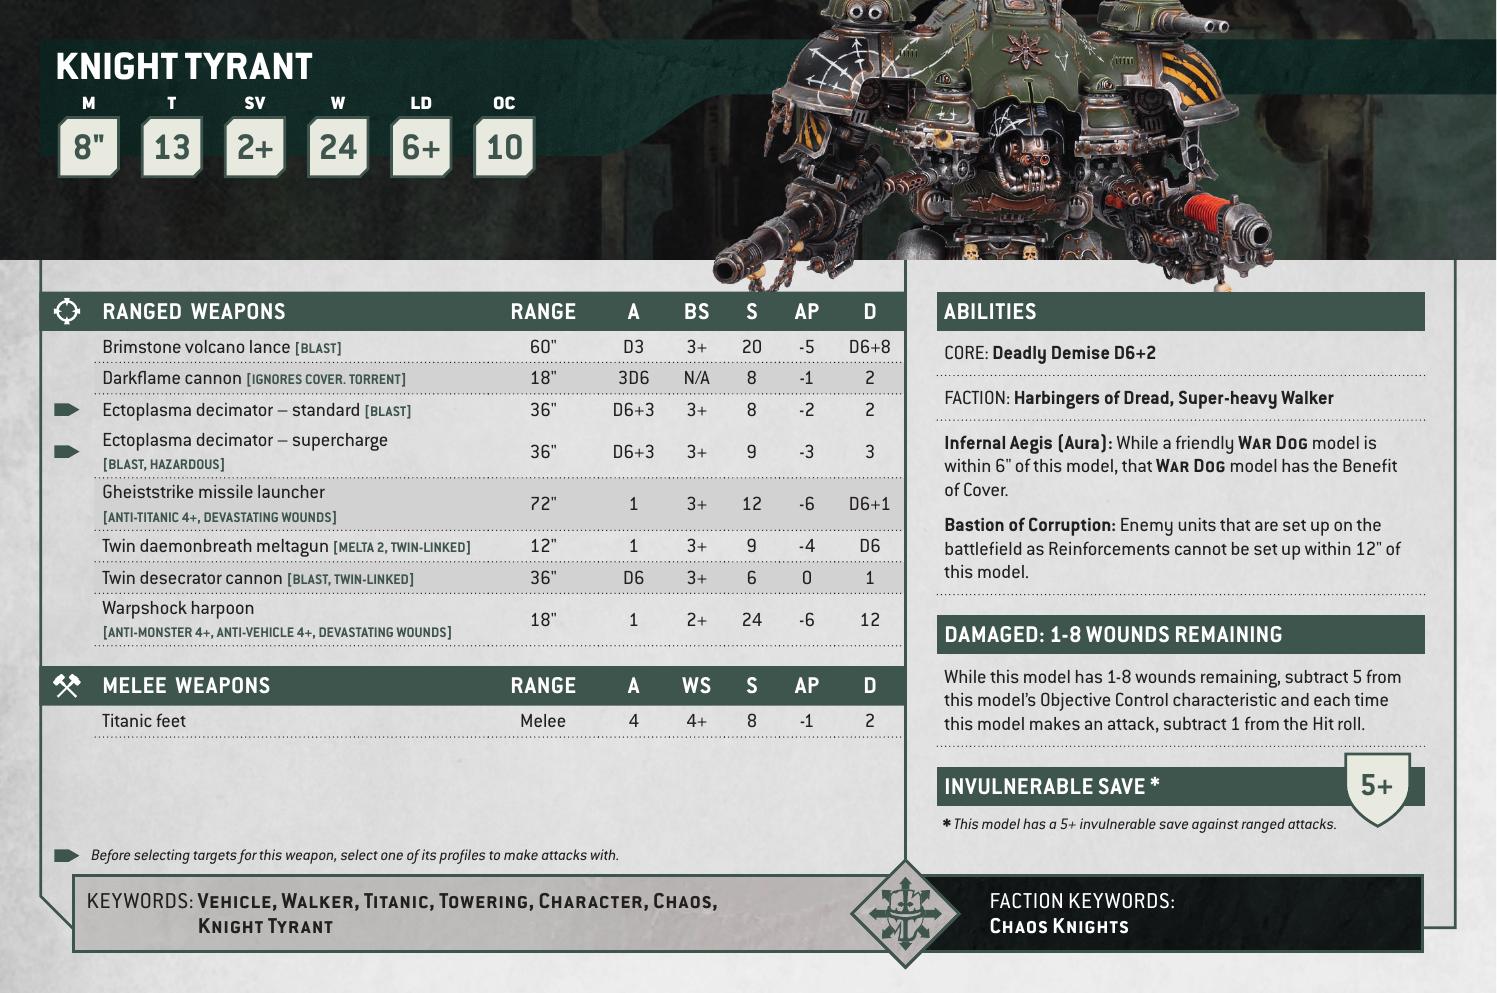 KNIGHT TYRANT
M T SV W LD OC
8" 13 2+ 24 6+ 10
RANGED WEAPONS RANGE A BS S AP D
Brimstone volcano lance [BLAST] 60" D3 3+ 20 -5 D6+8
Darkflame cannon [IGNORES COVER. TORRENT] 18" 3D6 N/A 8 -1 2
Ectoplasma decimator – standard [BLAST] 36" D6+3 3+ 8 -2 2
Ectoplasma decimator – supercharge
[BLAST, HAZARDOUS] 36" D6+3 3+ 9 -3 3
Gheiststrike missile launcher
[ANTI-TITANIC 4+, DEVASTATING WOUNDS] 72" 1 3+ 12 -6 D6+1
Twin daemonbreath meltagun [MELTA 2, TWIN-LINKED] 12" 1 3+ 9 -4 D6
Twin desecrator cannon [BLAST, TWIN-LINKED] 36" D6 3+ 6 0 1
Warpshock harpoon
[ANTI-MONSTER 4+, ANTI-VEHICLE 4+, DEVASTATING WOUNDS] 18" 1 2+ 24 -6 12
MELEE WEAPONS RANGE A WS S AP D
Titanic feet Melee 4 4+ 8 -1 2
Before selecting targets for this weapon, select one of its profiles to make attacks with.
ABILITIES
CORE: Deadly Demise D6+2
FACTION: Harbingers of Dread, Super-heavy Walker
Infernal Aegis (Aura): While a friendly WAR DOG model is
within 6" of this model, that WAR DOG model has the Benefit
of Cover.
Bastion of Corruption: Enemy units that are set up on the
battlefield as Reinforcements cannot be set up within 12" of
this model.
DAMAGED: 1-8 WOUNDS REMAINING
While this model has 1-8 wounds remaining, subtract 5 from
this model's Objective Control characteristic and each time
this model makes an attack, subtract 1 from the Hit roll.
INVULNERABLE SAVE * 5+
* This model has a 5+ invulnerable save against ranged attacks.
KEYWORDS: VEHICLE, WALKER, TITANIC, TOWERING, CHARACTER, CHAOS,
KNIGHT TYRANT
FACTION KEYWORDS:
CHAOS KNIGHTS